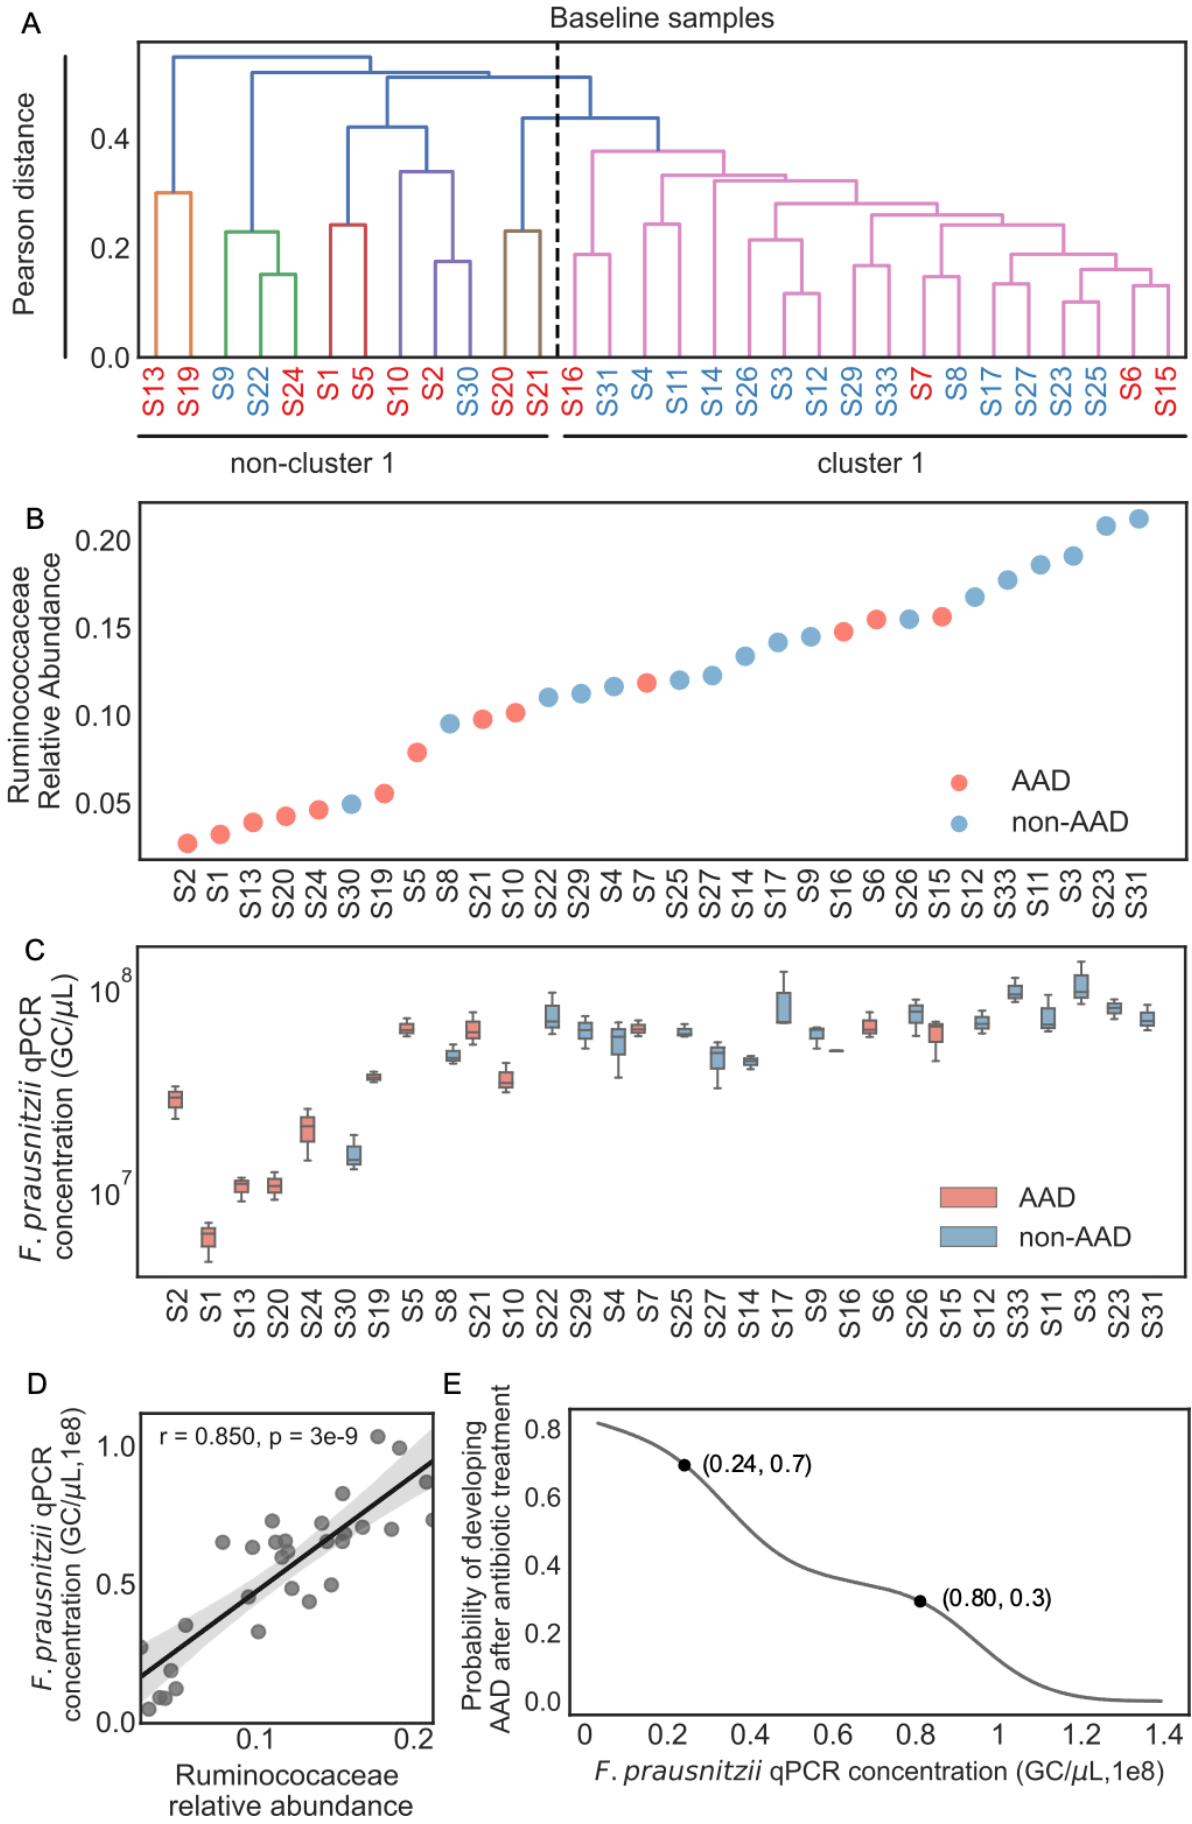 A
Baseline samples
Pearson distance
0.4
0.2
0.0
S13 S19 S9 S22 S24 S1 S5 S10 S2 S30 S20 S21 S16 S31 S4 S11 S14 S26 S3 S12 S29 S33 S7 S8 S17 S27 S23 S25 S6 S15
non-cluster 1
cluster 1
B
Ruminoccaceae
Relative Abundance
0.20
0.15
0.10
0.05
AAD
non-AAD
S2 S1 S13 S20 S24 S30 S19 S5 S8 S21 S10 S22 S29 S4 S7 S25 S27 S14 S17 S9 S16 S6 S26 S15 S12 S33 S11 S3 S23 S31
C
F. prausnitzii qPCR
concentration (GC/μL)
10^8
10^7
AAD
non-AAD
S2 S1 S13 S20 S24 S30 S19 S5 S8 S21 S10 S22 S29 S4 S7 S25 S27 S14 S17 S9 S16 S6 S26 S15 S12 S33 S11 S3 S23 S31
D
F. prausnitzii qPCR
concentration (GC/μL,1e8)
r = 0.850, p = 3e-9
1.0
0.5
0.0
0.1 0.2
Ruminococaceae
relative abundance
E
Probability of developing
AAD after antibiotic treatment
0.8
0.6
0.4
0.2
0.0
(0.24, 0.7)
(0.80, 0.3)
0 0.2 0.4 0.6 0.8 1 1.2 1.4
F. prausnitzii qPCR concentration (GC/μL,1e8)